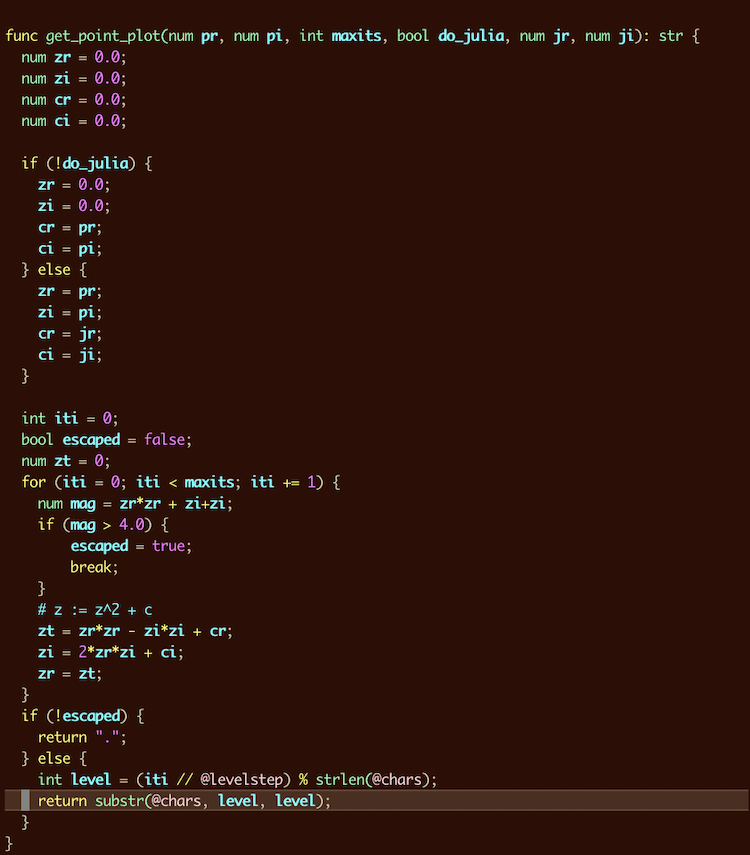 func get_point_plot(num pr, num pi, int maxits, bool do_julia, num jr, num ji): str {
  num zr = 0.0;
  num zi = 0.0;
  num cr = 0.0;
  num ci = 0.0;

  if (!do_julia) {
    zr = 0.0;
    zi = 0.0;
    cr = pr;
    ci = pi;
  } else {
    zr = pr;
    zi = pi;
    cr = jr;
    ci = ji;
  }

  int iti = 0;
  bool escaped = false;
  num zt = 0;
  for (iti = 0; iti < maxits; iti += 1) {
    num mag = zr*zr + zi+zi;
    if (mag > 4.0) {
        escaped = true;
        break;
    }
    # z := z^2 + c
    zt = zr*zr - zi*zi + cr;
    zi = 2*zr*zi + ci;
    zr = zt;
  }
  if (!escaped) {
    return ".";
  } else {
    int level = (iti // @levelstep) % strlen(@chars);
    return substr(@chars, level, level);
  }
}